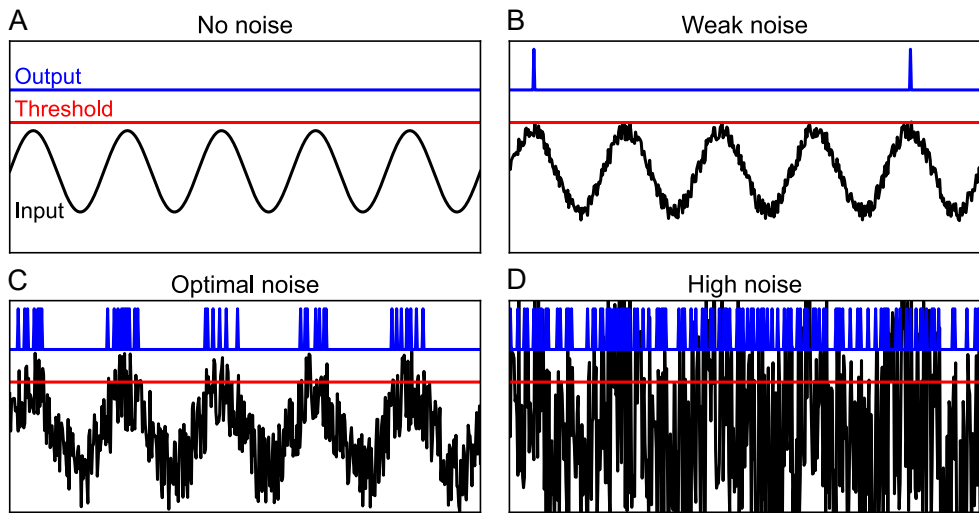 A
No noise
Output
Threshold
Input
B
Weak noise
C
Optimal noise
D
High noise